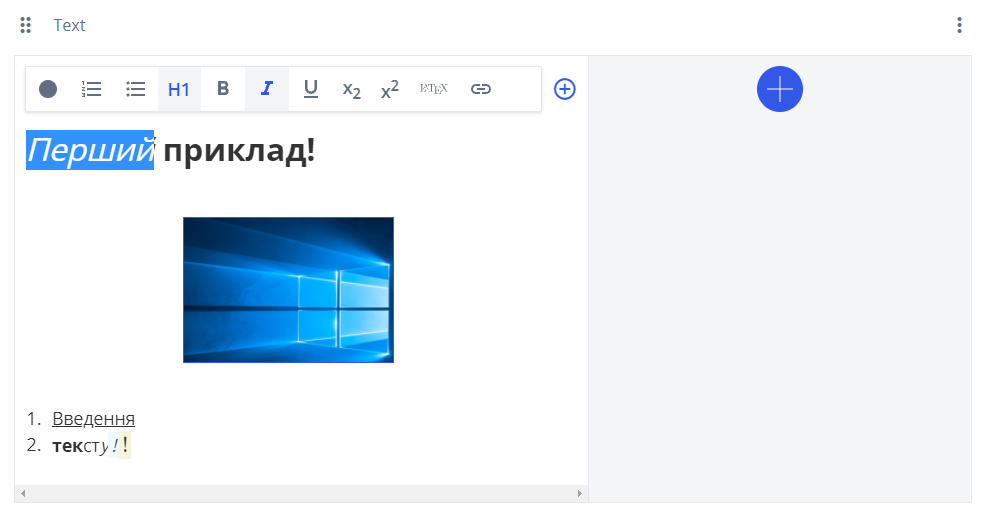 Text
H1 B I U x2 x2 LATEX
Перший приклад!
1. Введення
2. тексту!!